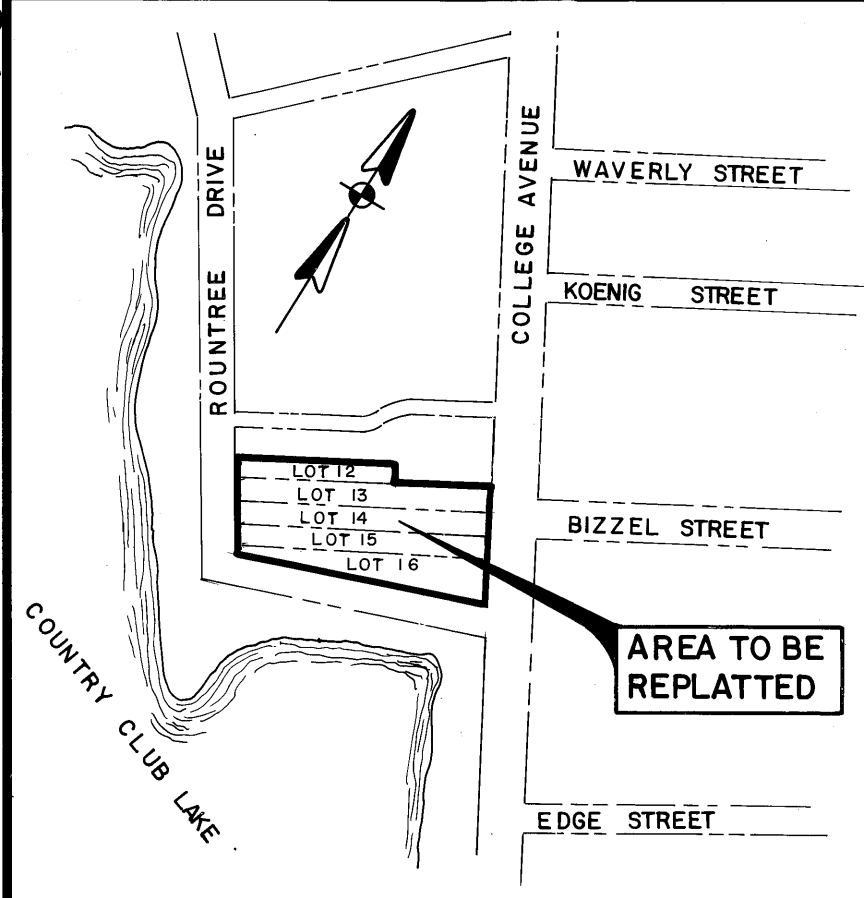 WAVERLY STREET
COLLEGE AVENUE
ROUNTREE DRIVE
KOENIG STREET
LOT 12
LOT 13
LOT 14
LOT 15
LOT 16
BIZZEL STREET
AREA TO BE
REPLATTED
COUNTRY CLUB LAKE
EDGE STREET